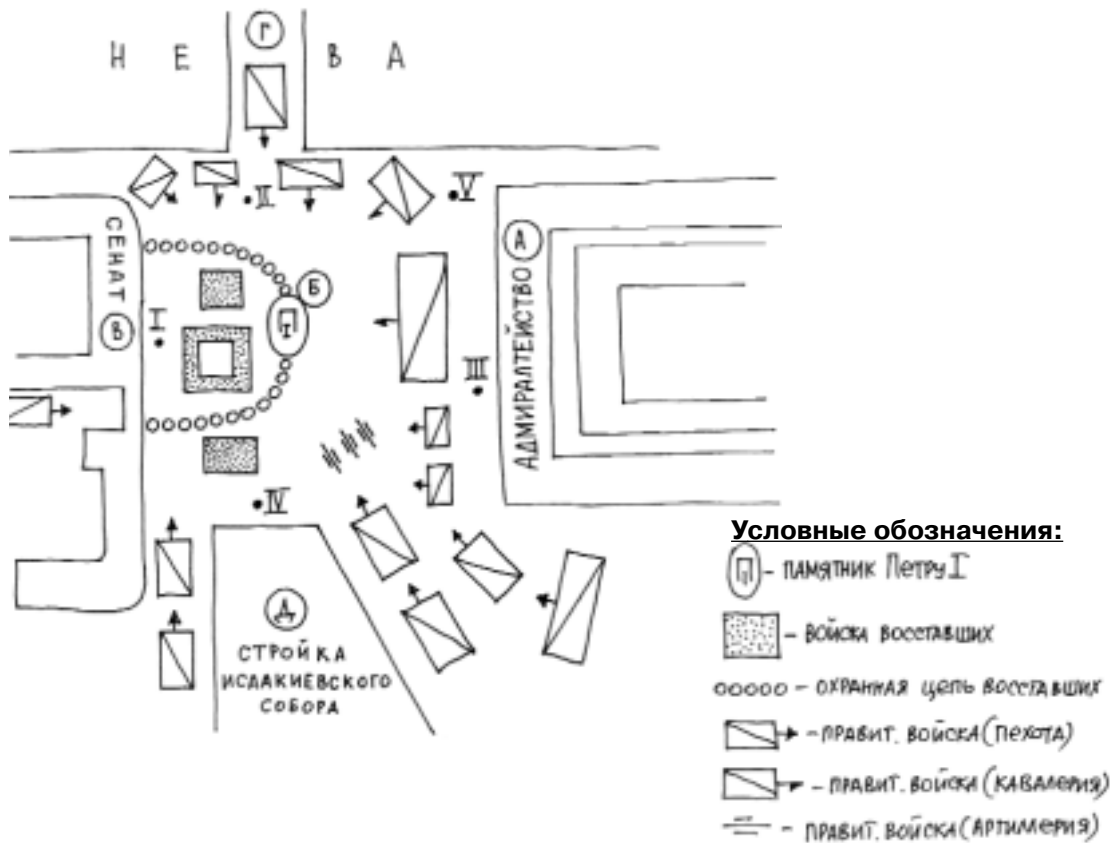 Г
Н Е В А
II
V
СЕНАТ
А
АДМИРАЛТЕЙСТВО
Б
I
В
П
I
III
IV
Д
СТРОЙКА
ИСААКИЕВСКОГО
СОБОРА
Условные обозначения:
П - ПАМЯТНИК ПЕТРУ I
- ВОЙСКА ВОССТАВШИХ
- ОХРАННАЯ ЦЕПЬ ВОССТАВШИХ
- ПРАВИТ. ВОЙСКА (ПЕХОТА)
- ПРАВИТ. ВОЙСКА (КАВАЛЕРИЯ)
- ПРАВИТ. ВОЙСКА (АРТИЛЛЕРИЯ)